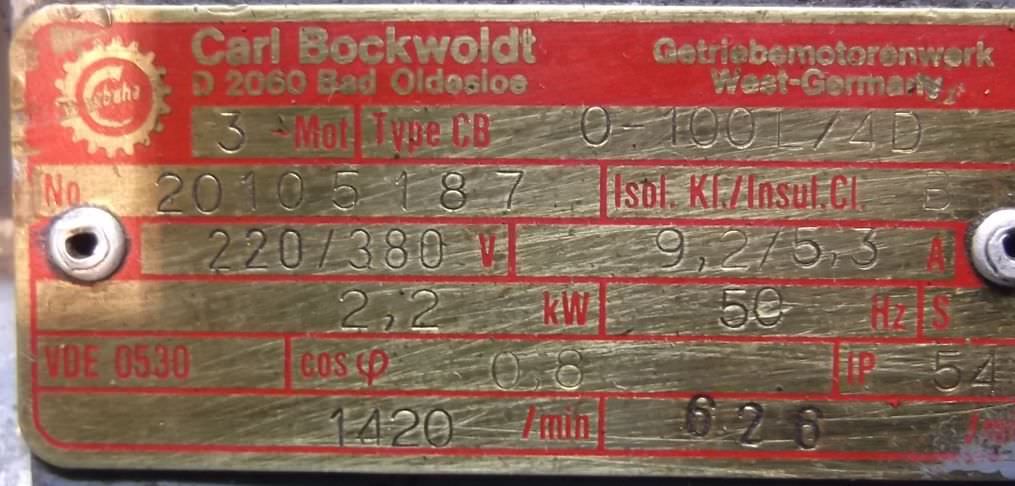 Carl Bockwoldt Getriebemotorenwerk
D 2060 Bad Oldesloe West-Germany
3 ~Mot Type CB 0-100L/4D
No. 20105187 Isol. Kl./Insul.Cl. B
220/380 V 9,2/5,3 A
2,2 kW 50 Hz S
VDE 0530 cos φ 0,8 IP 54
1420 /min 626